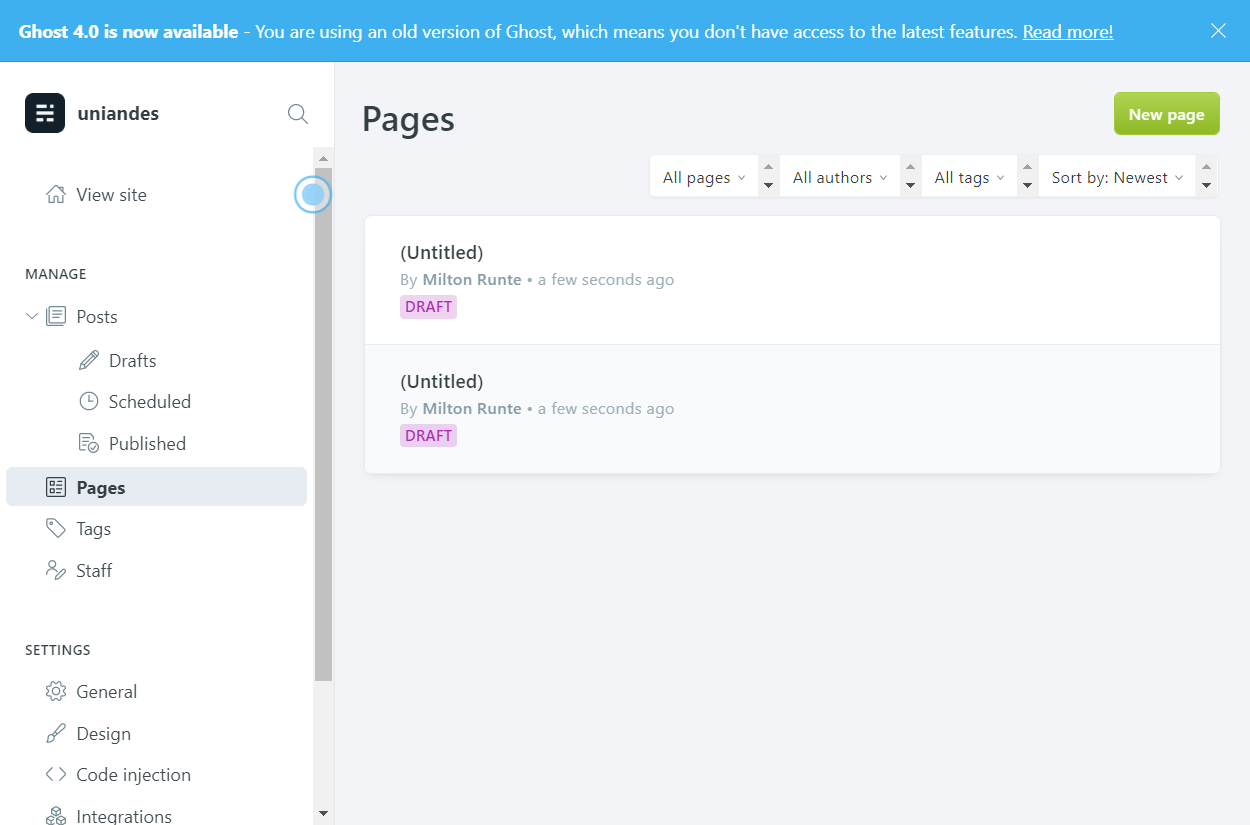 Ghost 4.0 is now available - You are using an old version of Ghost, which means you don't have access to the latest features. Read more!
uniandes
View site
MANAGE
Posts
Drafts
Scheduled
Published
Pages
Tags
Staff
SETTINGS
General
Design
Code injection
Integrations
Pages
New page
All pages
All authors
All tags
Sort by: Newest
(Untitled)
By Milton Runte • a few seconds ago
DRAFT
(Untitled)
By Milton Runte • a few seconds ago
DRAFT